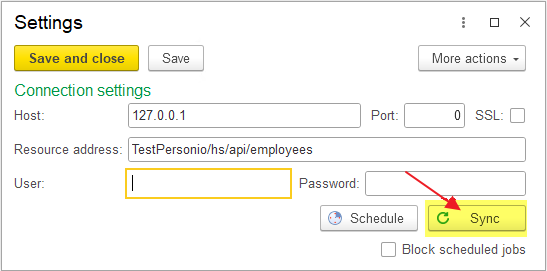 Settings
Save and close Save More actions
Connection settings
Host: 127.0.0.1 Port: 0 SSL:
Resource address: TestPersonio/hs/api/employees
User: Password:
Schedule Sync
Block scheduled jobs